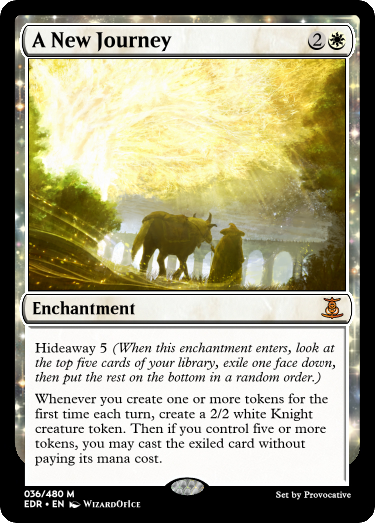 A New Journey 2
Enchantment
Hideaway 5 (When this enchantment enters, look at
the top five cards of your library, exile one face down,
then put the rest on the bottom in a random order.)
Whenever you create one or more tokens for the
first time each turn, create a 2/2 white Knight
creature token. Then if you control five or more
tokens, you may cast the exiled card without
paying its mana cost.
036/480 M
EDR • EN WizardOfIce
Set by Provocative